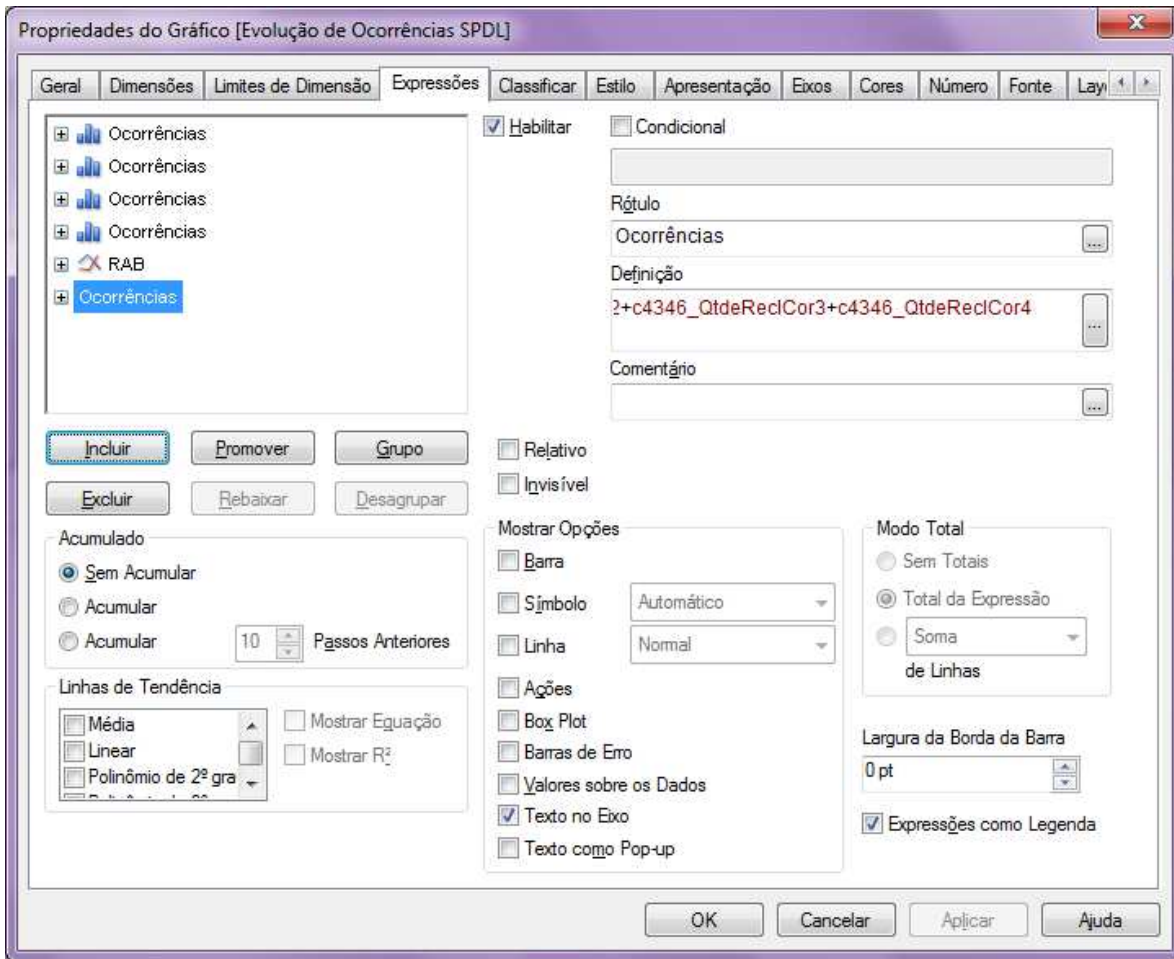 Propriedades do Gráfico [Evolução de Ocorrências SPDL]
Geral Dimensões Limites de Dimensão Expressões Classificar Estilo Apresentação Eixos Cores Número Fonte
Ocorrências
Ocorrências
Ocorrências
Ocorrências
RAB
Ocorrências
Habilitar Condicional
Rótulo
Ocorrências
...
Definição
2+c4346_QtdeReclCor3+c4346_QtdeReclCor4
...
Comentário
...
Incluir Promover Grupo
Excluir Rebaixar Desagrupar
Relativo
Invisível
Acumulado
Sem Acumular
Acumular
Acumular 10 Passos Anteriores
Linhas de Tendência
Média
Linear
Polinômio de 2º gra
Mostrar Equação
Mostrar R²
Mostrar Opções
Barra
Símbolo Automático
Linha Normal
Ações
Box Plot
Barras de Erro
Valores sobre os Dados
Texto no Eixo
Texto como Pop-up
Modo Total
Sem Totais
Total da Expressão
Soma
de Linhas
Largura da Borda da Barra
0 pt
Expressões como Legenda
OK Cancelar Aplicar Ajuda